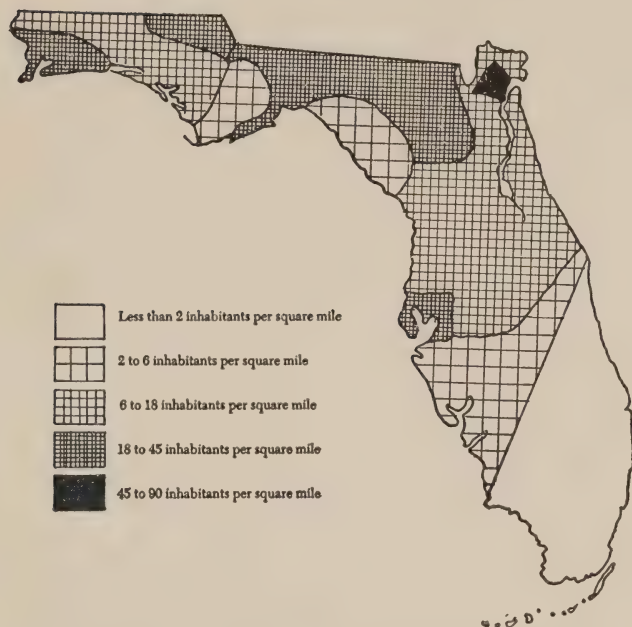 Less than 2 inhabitants per square mile
2 to 6 inhabitants per square mile
6 to 18 inhabitants per square mile
18 to 45 inhabitants per square mile
45 to 90 inhabitants per square mile